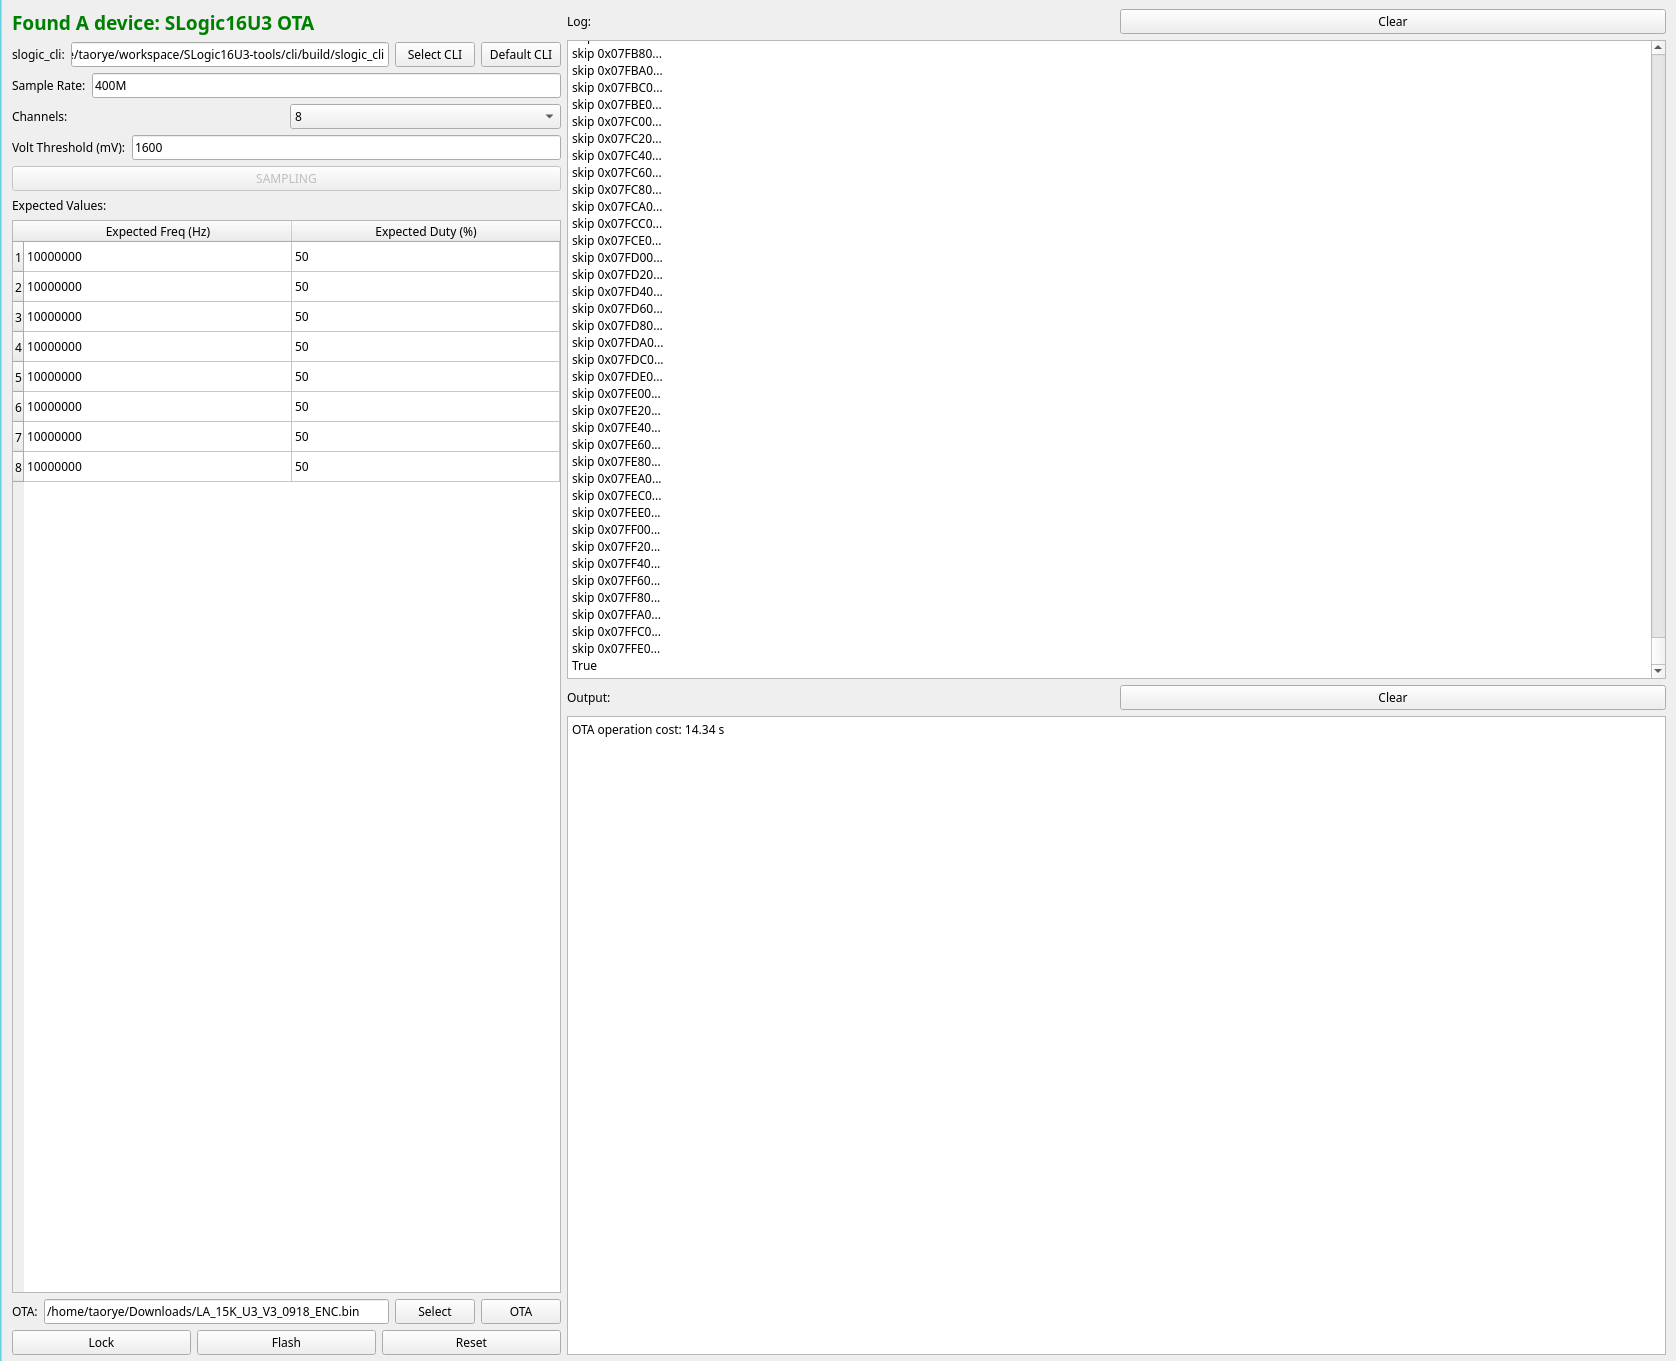 Found A device: SLogic16U3 OTA
slogic_cli: /taorye/workspace/SLogic16U3-tools/cli/build/slogic_cli Select CLI Default CLI
Sample Rate: 400M
Channels: 8
Volt Threshold (mV): 1600
SAMPLING
Expected Values:
Expected Freq (Hz) Expected Duty (%)
1 10000000 50
2 10000000 50
3 10000000 50
4 10000000 50
5 10000000 50
6 10000000 50
7 10000000 50
8 10000000 50
OTA: /home/taorye/Downloads/LA_15K_U3_V3_0918_ENC.bin Select OTA
Lock Flash Reset
Log: Clear
skip 0x07FB80...
skip 0x07FBA0...
skip 0x07FBC0...
skip 0x07FBE0...
skip 0x07FC00...
skip 0x07FC20...
skip 0x07FC40...
skip 0x07FC60...
skip 0x07FC80...
skip 0x07FCA0...
skip 0x07FCC0...
skip 0x07FCE0...
skip 0x07FD00...
skip 0x07FD20...
skip 0x07FD40...
skip 0x07FD60...
skip 0x07FD80...
skip 0x07FDA0...
skip 0x07FDC0...
skip 0x07FDE0...
skip 0x07FE00...
skip 0x07FE20...
skip 0x07FE40...
skip 0x07FE60...
skip 0x07FE80...
skip 0x07FEA0...
skip 0x07FEC0...
skip 0x07FEE0...
skip 0x07FF00...
skip 0x07FF20...
skip 0x07FF40...
skip 0x07FF60...
skip 0x07FF80...
skip 0x07FFA0...
skip 0x07FFC0...
skip 0x07FFE0...
True
Output: Clear
OTA operation cost: 14.34 s